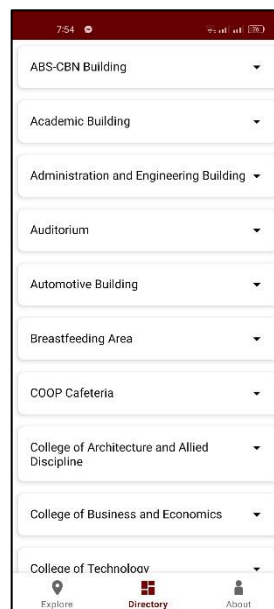 7:54
76
ABS-CBN Building
Academic Building
Administration and Engineering Building
Auditorium
Automotive Building
Breastfeeding Area
COOP Cafeteria
College of Architecture and Allied
Discipline
College of Business and Economics
College of Technology
Explore
Directory
About